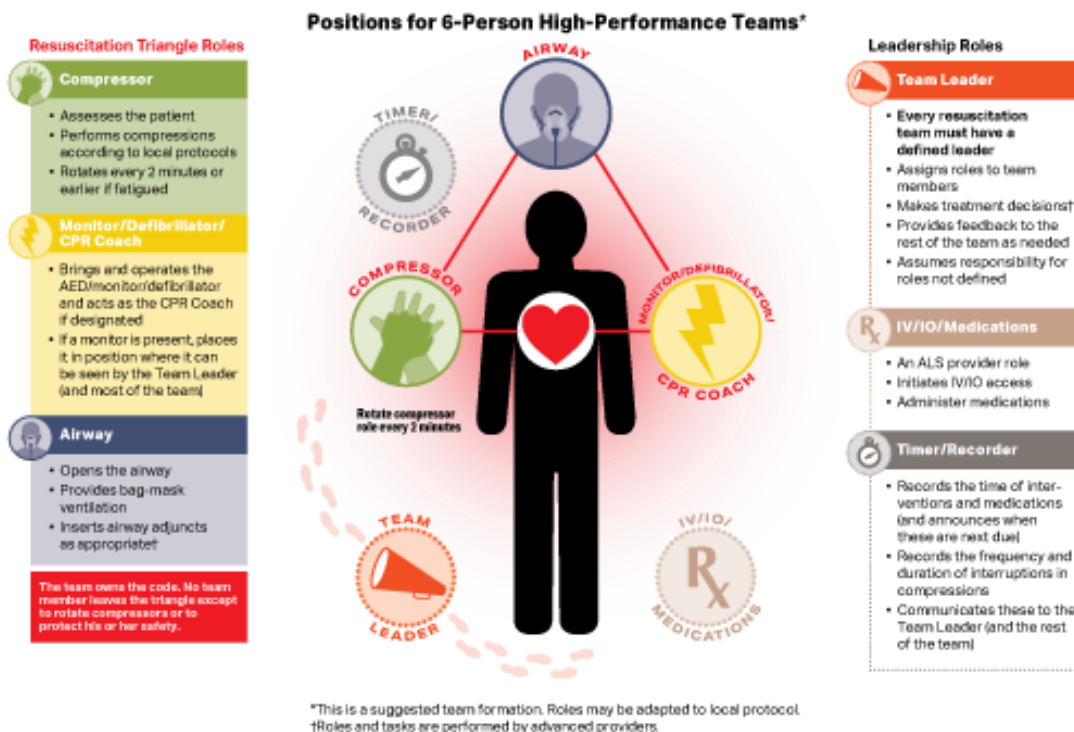 Positions for 6-Person High-Performance Teams*
Resuscitation Triangle Roles
Compressor
• Assesses the patient
• Performs compressions
according to local protocols
• Rotates every 2 minutes or
earlier if fatigued
Monitor/Defibrillator/
CPR Coach
• Brings and operates the
AED/monitor/defibrillator
and acts as the CPR Coach
if designated
• If a monitor is present, places
it in position where it can
be seen by the Team Leader
(and most of the team)
Airway
• Opens the airway
• Provides bag-mask
ventilation
• Inserts airway adjuncts
as appropriate†
The team owns the code. No team
member leaves the triangle except
to rotate compressors or to
protect his or her safety.
AIRWAY
TIMER/
RECORDER
COMPRESSOR
MONITOR/DEFIBRILLATOR/
CPR COACH
Rotate compressor
role every 2 minutes
TEAM
LEADER
IV/IO/
Rx
MEDICATIONS
Leadership Roles
Team Leader
• Every resuscitation
team must have a
defined leader
• Assigns roles to team
members
• Makes treatment decisions†
• Provides feedback to the
rest of the team as needed
• Assumes responsibility for
roles not defined
Rx
IV/IO/Medications
• An ALS provider role
• Initiates IV/IO access
• Administer medications
Timer/Recorder
• Records the time of inter-
ventions and medications
(and announces when
these are next due)
• Records the frequency and
duration of interruptions in
compressions
• Communicates these to the
Team Leader (and the rest
of the team)
*This is a suggested team formation. Roles may be adapted to local protocol.
†Roles and tasks are performed by advanced providers.